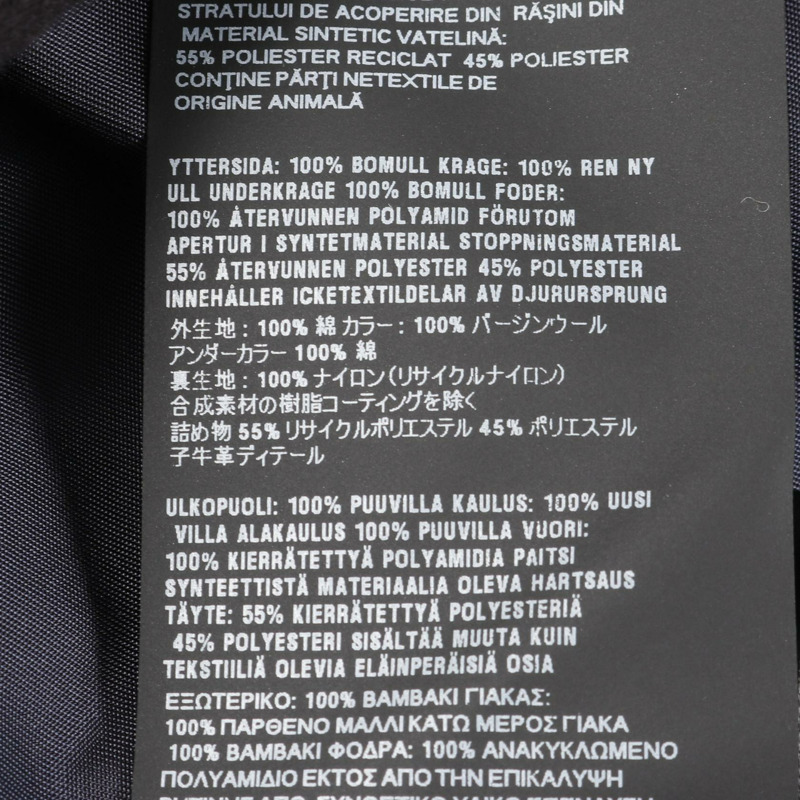 STRATULUI DE ACOPERIRE DIN RĂŞINI DIN
MATERIAL SINTETIC VATELINĂ:
55% POLIESTER RECICLAT 45% POLIESTER
CONŢINE PĂRŢI NETEXTILE DE
ORIGINE ANIMALĂ
YTTERSIDA: 100% BOMULL KRAGE: 100% REN NY
ULL UNDERKRAGE 100% BOMULL FODER:
100% ÅTERVUNNEN POLYAMID FÖRUTOM
APERTUR I SYNTETMATERIAL STOPPNINGSMATERIAL
55% ÅTERVUNNEN POLYESTER 45% POLYESTER
INNEHÅLLER ICKETEXTILDELAR AV DJURURSPRUNG
外生地 : 100% 綿 カラー : 100% バージンウール
アンダーカラー 100% 綿
裏生地 : 100% ナイロン(リサイクルナイロン)
合成素材の樹脂コーティングを除く
詰め物 55% リサイクルポリエステル 45% ポリエステル
子牛革ディテール
ULKOPUOLI: 100% PUUVILLA KAULUS: 100% UUSI
VILLA ALAKAULUS 100% PUUVILLA VUORI:
100% KIERRÄTETTYÄ POLYAMIDIA PAITSI
SYNTEETTISTÄ MATERIAALIA OLEVA HARTSAUS
TÄYTE: 55% KIERRÄTETTYÄ POLYESTERIÄ
45% POLYESTERI SISÄLTÄÄ MUUTA KUIN
TEKSTIILIÄ OLEVIA ELÄINPERÄISIÄ OSIA
ΕΞΩΤΕΡΙΚΟ: 100% ΒΑΜΒΑΚΙ ΓΙΑΚΑΣ:
100% ΠΑΡΘΕΝΟ ΜΑΛΛΙ ΚΑΤΩ ΜΕΡΟΣ ΓΙΑΚΑ
100% ΒΑΜΒΑΚΙ ΦΟΔΡΑ: 100% ΑΝΑΚΥΚΛΩΜΕΝΟ
ΠΟΛΥΑΜΙΔΙΟ ΕΚΤΟΣ ΑΠΟ ΤΗΝ ΕΠΙΚΑΛΥΨΗ